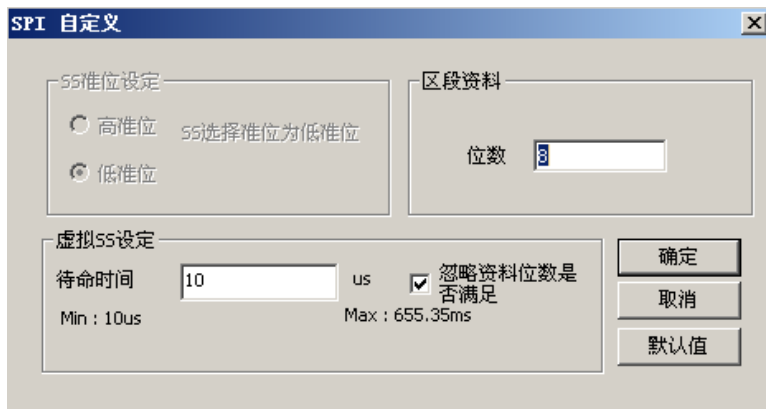 SPI 自定义
SS准位设定
高准位
SS选择准位为低准位
低准位
区段资料
位数 8
虚拟SS设定
待命时间 10 us
忽略资料位数是
否满足
Min : 10us
Max : 655.35ms
确定
取消
默认值